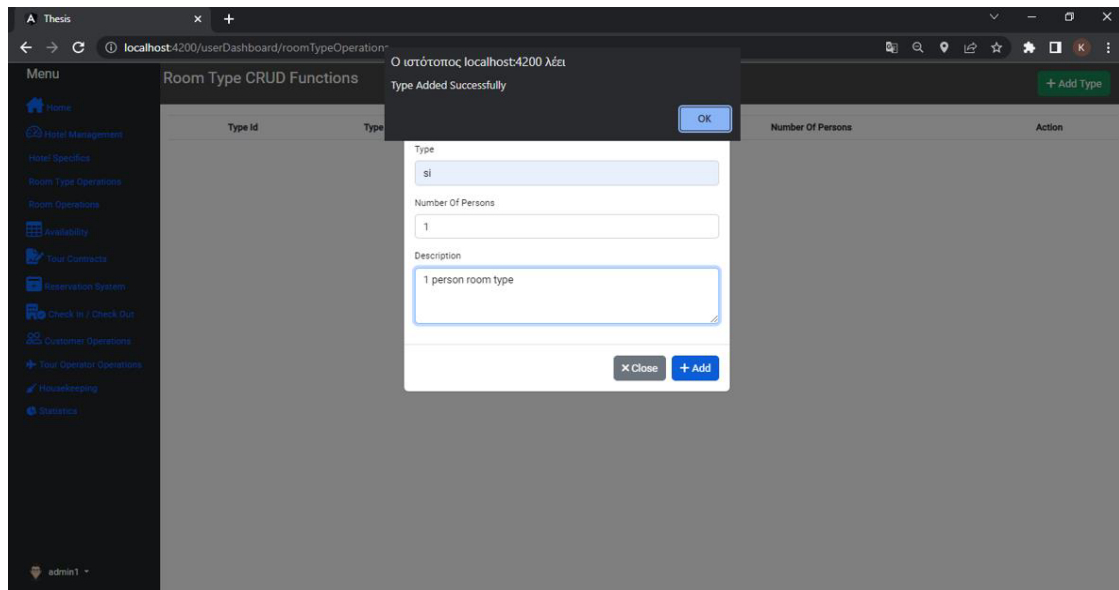 Thesis
localhost:4200/userDashboard/roomTypeOperations
K
Ο ιστότοπος localhost:4200 λέει
Type Added Successfully
OK
Menu
Home
Hotel Management
Hotel Specifics
Room Type Operations
Room Operations
Availability
Tour Contracts
Reservation System
Check In / Check Out
Customer Operations
Tour Operator Operations
Housekeeping
Statistics
admin1
Room Type CRUD Functions
+ Add Type
Type Id Type Number Of Persons Action
Type
si
Number Of Persons
1
Description
1 person room type
× Close + Add